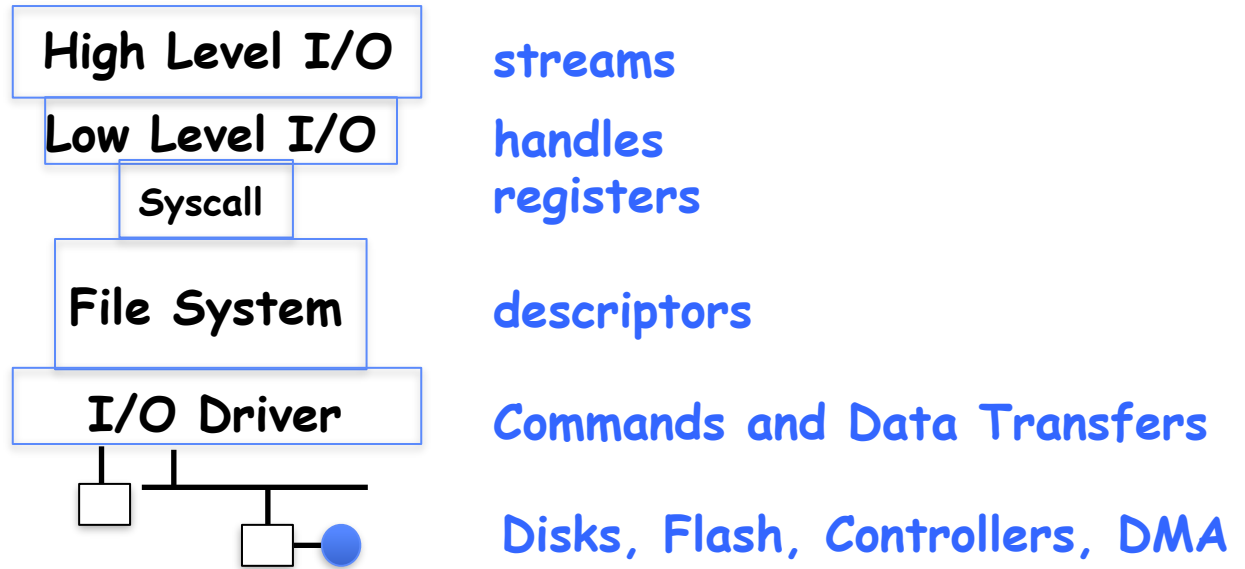 High Level I/O
streams
Low Level I/O
handles
Syscall
registers
File System
descriptors
I/O Driver
Commands and Data Transfers
Disks, Flash, Controllers, DMA